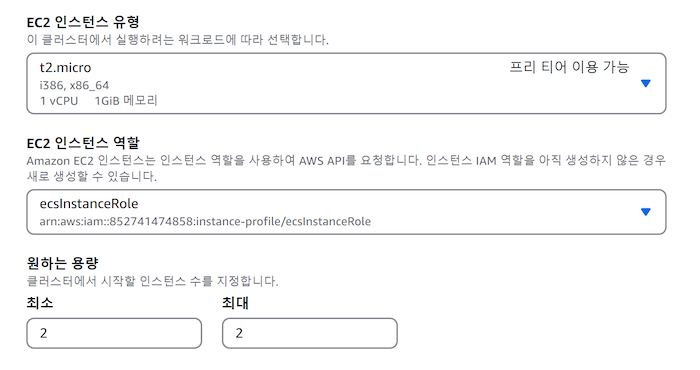 EC2 인스턴스 유형
이 클러스터에서 실행하려는 워크로드에 따라 선택합니다.
t2.micro 프리 티어 이용 가능
i386, x86_64
1 vCPU 1GiB 메모리
EC2 인스턴스 역할
Amazon EC2 인스턴스는 인스턴스 역할을 사용하여 AWS API를 요청합니다. 인스턴스 IAM 역할을 아직 생성하지 않은 경우
새로 생성할 수 있습니다.
ecsInstanceRole
arn:aws:iam::852741474858:instance-profile/ecsInstanceRole
원하는 용량
클러스터에서 시작할 인스턴스 수를 지정합니다.
최소 최대
2 2